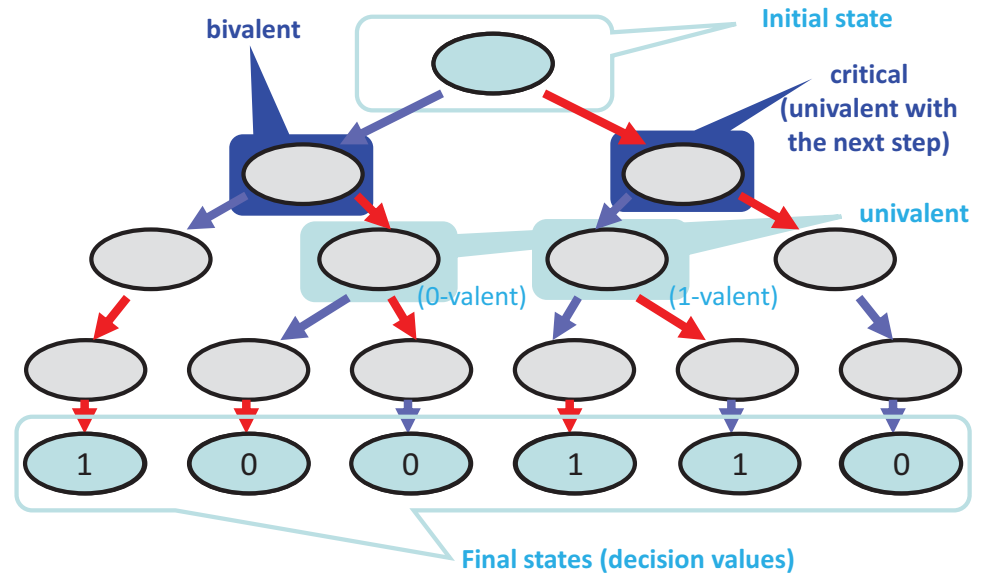 Initial state
bivalent
critical
(univalent with
the next step)
univalent
(0-valent)
(1-valent)
1
0
0
1
1
0
Final states (decision values)